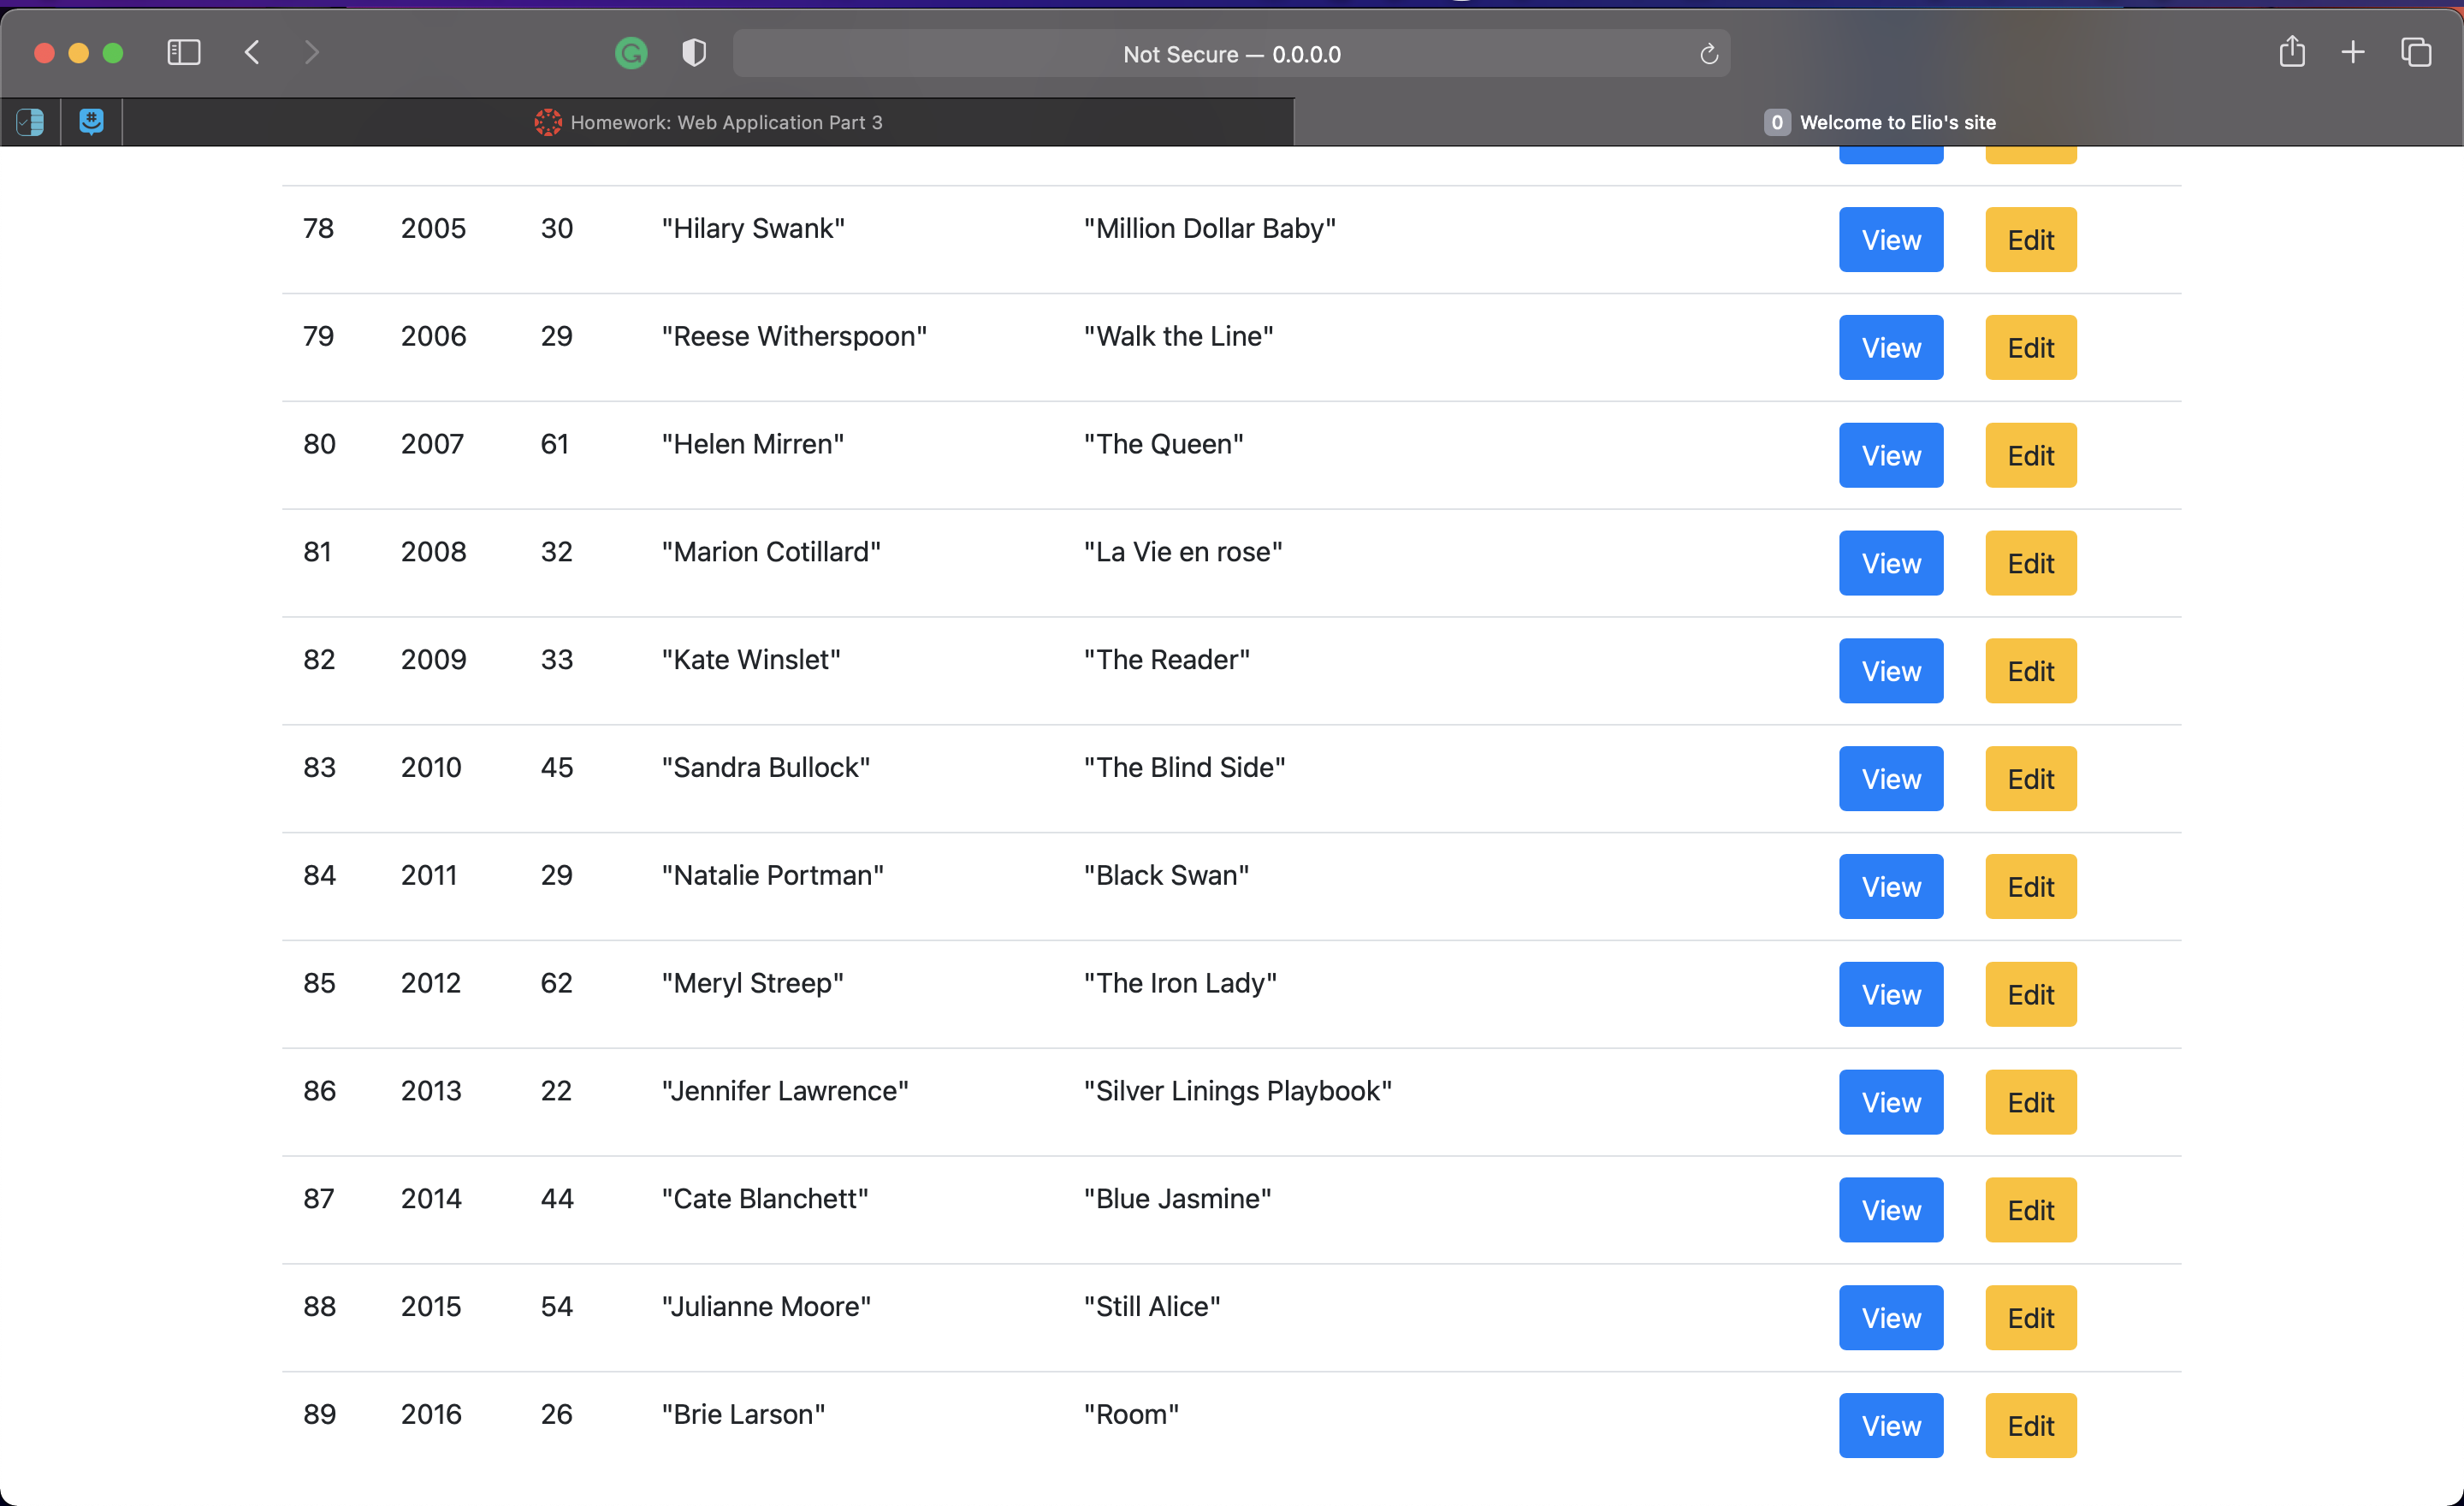 Not Secure — 0.0.0.0
Homework: Web Application Part 3
0 Welcome to Elio's site
78 2005 30 "Hilary Swank" "Million Dollar Baby" View Edit
79 2006 29 "Reese Witherspoon" "Walk the Line" View Edit
80 2007 61 "Helen Mirren" "The Queen" View Edit
81 2008 32 "Marion Cotillard" "La Vie en rose" View Edit
82 2009 33 "Kate Winslet" "The Reader" View Edit
83 2010 45 "Sandra Bullock" "The Blind Side" View Edit
84 2011 29 "Natalie Portman" "Black Swan" View Edit
85 2012 62 "Meryl Streep" "The Iron Lady" View Edit
86 2013 22 "Jennifer Lawrence" "Silver Linings Playbook" View Edit
87 2014 44 "Cate Blanchett" "Blue Jasmine" View Edit
88 2015 54 "Julianne Moore" "Still Alice" View Edit
89 2016 26 "Brie Larson" "Room" View Edit